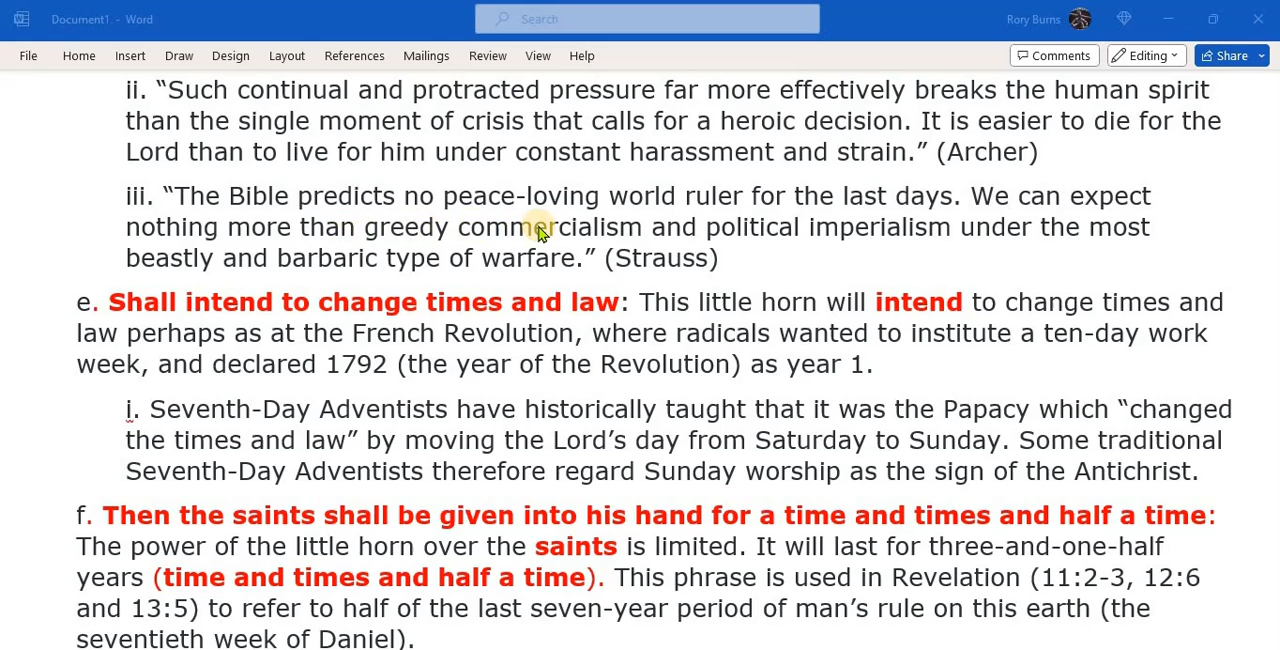 Document1 - Word
Search
Rory Burns
File Home Insert Draw Design Layout References Mailings Review View Help
Comments Editing Share
ii. “Such continual and protracted pressure far more effectively breaks the human spirit
than the single moment of crisis that calls for a heroic decision. It is easier to die for the
Lord than to live for him under constant harassment and strain.” (Archer)
iii. “The Bible predicts no peace-loving world ruler for the last days. We can expect
nothing more than greedy commercialism and political imperialism under the most
beastly and barbaric type of warfare.” (Strauss)
e. Shall intend to change times and law: This little horn will intend to change times and
law perhaps as at the French Revolution, where radicals wanted to institute a ten-day work
week, and declared 1792 (the year of the Revolution) as year 1.
i. Seventh-Day Adventists have historically taught that it was the Papacy which “changed
the times and law” by moving the Lord’s day from Saturday to Sunday. Some traditional
Seventh-Day Adventists therefore regard Sunday worship as the sign of the Antichrist.
f. Then the saints shall be given into his hand for a time and times and half a time:
The power of the little horn over the saints is limited. It will last for three-and-one-half
years (time and times and half a time). This phrase is used in Revelation (11:2-3, 12:6
and 13:5) to refer to half of the last seven-year period of man’s rule on this earth (the
seventieth week of Daniel).